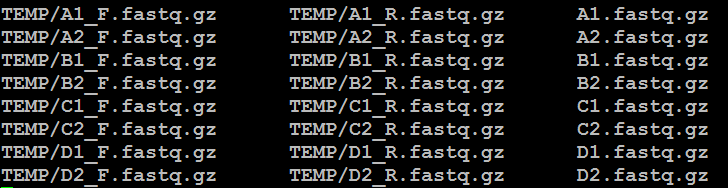 TEMP/A1_F.fastq.gz TEMP/A1_R.fastq.gz A1.fastq.gz
TEMP/A2_F.fastq.gz TEMP/A2_R.fastq.gz A2.fastq.gz
TEMP/B1_F.fastq.gz TEMP/B1_R.fastq.gz B1.fastq.gz
TEMP/B2_F.fastq.gz TEMP/B2_R.fastq.gz B2.fastq.gz
TEMP/C1_F.fastq.gz TEMP/C1_R.fastq.gz C1.fastq.gz
TEMP/C2_F.fastq.gz TEMP/C2_R.fastq.gz C2.fastq.gz
TEMP/D1_F.fastq.gz TEMP/D1_R.fastq.gz D1.fastq.gz
TEMP/D2_F.fastq.gz TEMP/D2_R.fastq.gz D2.fastq.gz